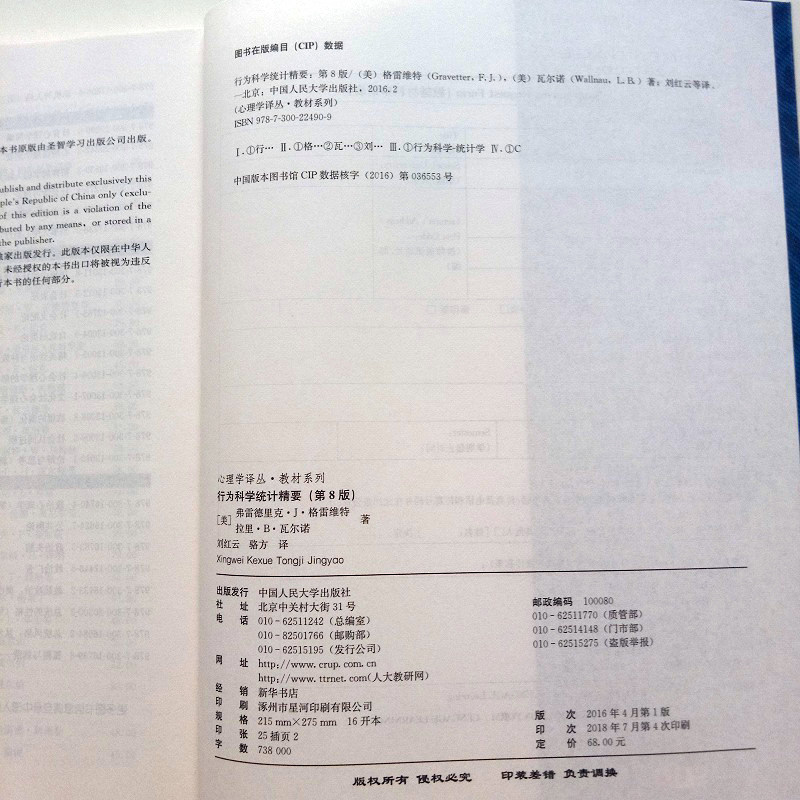 本书原版由圣智学习出版公司出版。
ublish and distribute exclusively this
ple's Republic of China only (exclu-
of this edition is a violation of the
buted by any means, or stored in a
the publisher.
家出版发行。此版本仅限在中华人
未经授权的本书出口将被视为违反
本书的任何部分。
图书在版编目(CIP)数据
行为科学统计精要:第8版/(美)格雷维特(Gravetter,F.J.),(美)瓦尔诺(Wallnau,L.B.)著;刘红云等译.
—北京:中国人民大学出版社,2016.2
(心理学译丛·教材系列)
ISBN 978-7-300-22490-9
Ⅰ.①行… Ⅱ.①格…②瓦…③刘… Ⅲ.①行为科学-统计学 Ⅳ.①C
中国版本图书馆CIP数据核字(2016)第036553号
心理学译丛·教材系列
行为科学统计精要(第8版)
[美] 弗雷德里克·J·格雷维特
拉里·B·瓦尔诺 著
刘红云 骆方 译
Xingwei Kexue Tongji Jingyao
出版发行 中国人民大学出版社
社 址 北京中关村大街31号 邮政编码 100080
电 话 010-62511242(总编室) 010-62511770(质管部)
010-82501766(邮购部) 010-62514148(门市部)
010-62515195(发行公司) 010-62515275(盗版举报)
网 址 http://www.crup.com.cn
http://www.ttrnet.com(人大教研网)
经 销 新华书店
印 刷 涿州市星河印刷有限公司
规 格 215 mm×275 mm 16开本 版 次 2016年4月第1版
印 张 25插页2 印 次 2018年7月第4次印刷
字 数 738 000 定 价 68.00元
版权所有 侵权必究 印装差错 负责调换